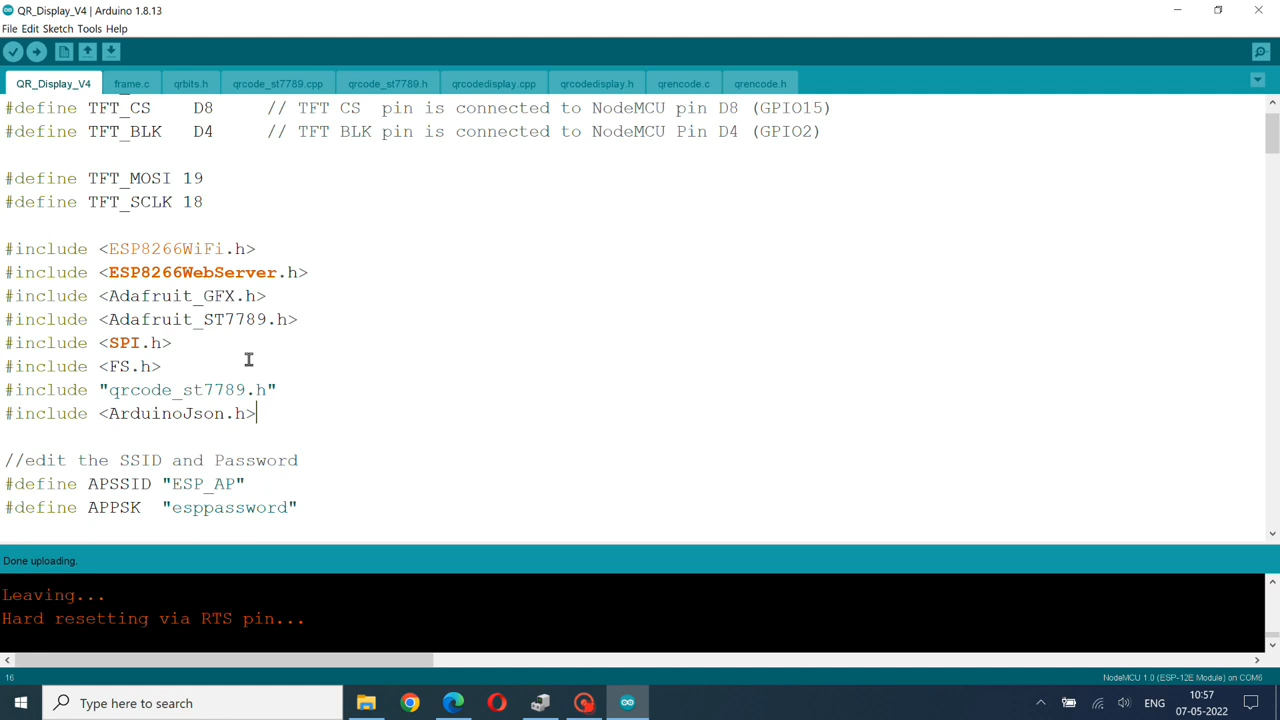 QR_Display_V4 | Arduino 1.8.13
File Edit Sketch Tools Help
QR_Display_V4 frame.c qrbits.h qrcode_st7789.cpp qrcode_st7789.h qrcodedisplay.cpp qrcodedisplay.h qrencode.c qrencode.h
#define TFT_CS D8 // TFT CS pin is connected to NodeMCU pin D8 (GPIO15)
#define TFT_BLK D4 // TFT BLK pin is connected to NodeMCU Pin D4 (GPIO2)
#define TFT_MOSI 19
#define TFT_SCLK 18
#include <ESP8266WiFi.h>
#include <ESP8266WebServer.h>
#include <Adafruit_GFX.h>
#include <Adafruit_ST7789.h>
#include <SPI.h>
#include <FS.h>
#include "qrcode_st7789.h"
#include <ArduinoJson.h>
//edit the SSID and Password
#define APSSID "ESP_AP"
#define APPSK "esppassword"
Done uploading.
Leaving...
Hard resetting via RTS pin...
16 NodeMCU 1.0 (ESP-12E Module) on COM6
Type here to search
ENG
10:57
07-05-2022